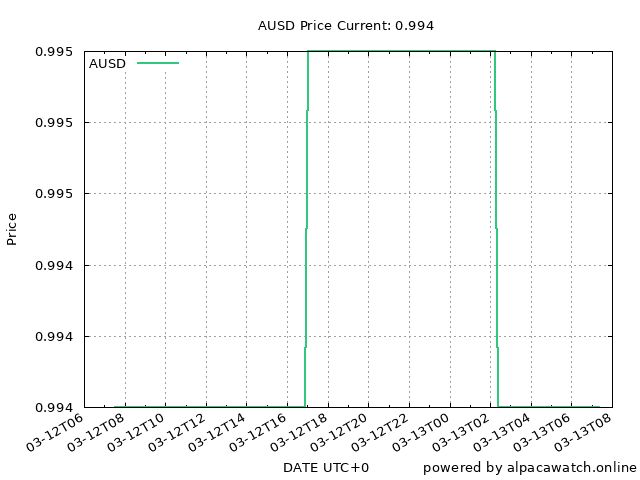 AUSD Price Current: 0.994
AUSD
0.995
0.995
0.995
0.994
0.994
0.994
Price
03-12T06
03-12T08
03-12T10
03-12T12
03-12T14
03-12T16
03-12T18
03-12T20
03-12T22
03-13T00
03-13T02
03-13T04
03-13T06
03-13T08
DATE UTC+0
powered by alpacawatch.online